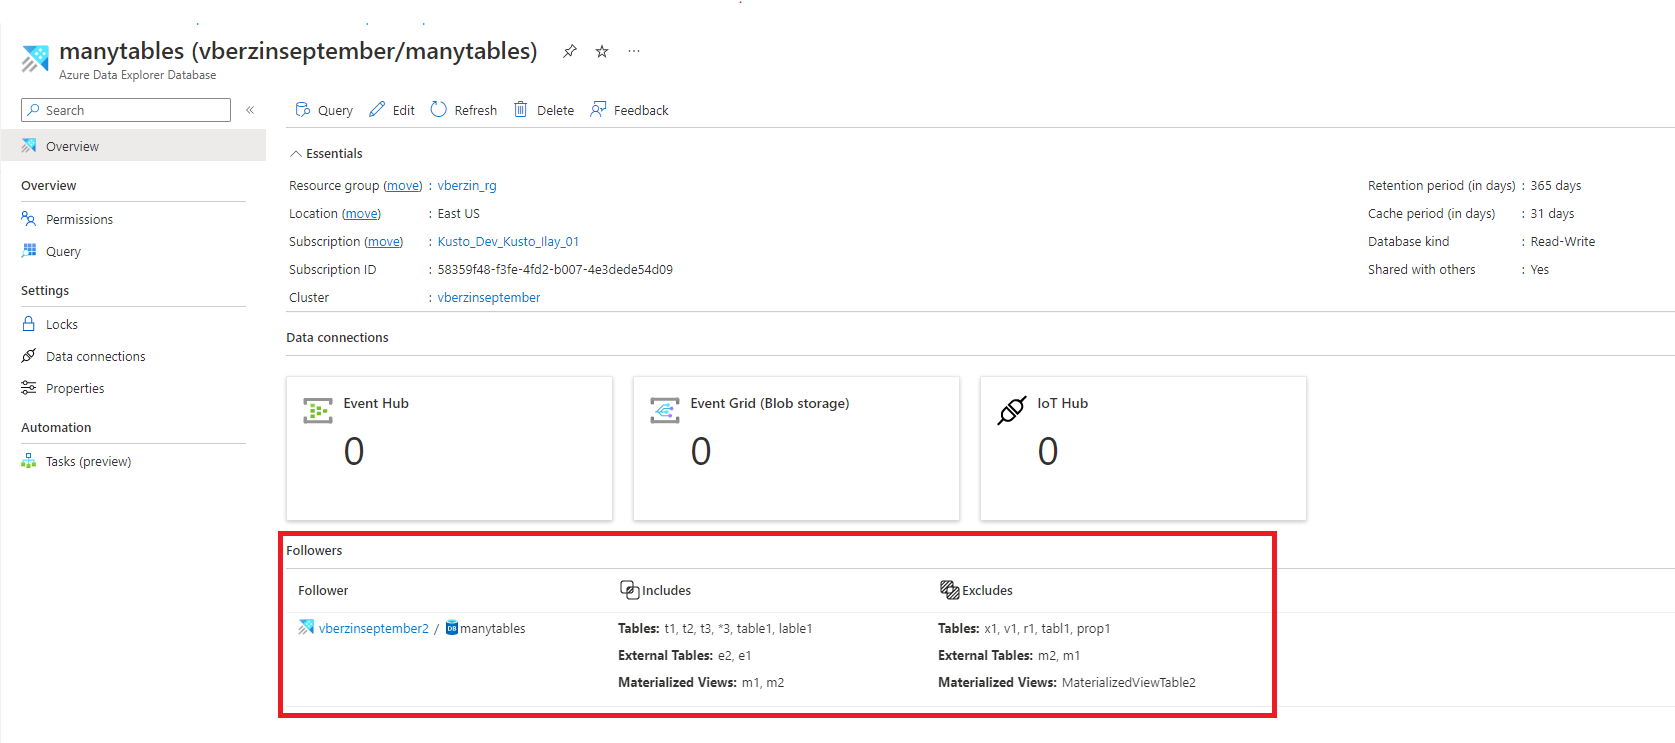 manytables (vberzinseptember/manytables)
Azure Data Explorer Database
Search
«
Query Edit Refresh Delete Feedback
Overview
Overview
Permissions
Query
Settings
Locks
Data connections
Properties
Automation
Tasks (preview)
Essentials
Resource group (move) : vberzin_rg
Location (move) : East US
Subscription (move) : Kusto_Dev_Kusto_Ilay_01
Subscription ID : 58359f48-f3fe-4fd2-b007-4e3dede54d09
Cluster : vberzinseptember
Retention period (in days) : 365 days
Cache period (in days) : 31 days
Database kind : Read-Write
Shared with others : Yes
Data connections
Event Hub
0
Event Grid (Blob storage)
0
IoT Hub
0
Followers
Follower Includes Excludes
vberzinseptember2 / DB manytables
Tables: t1, t2, t3, *3, table1, lable1
External Tables: e2, e1
Materialized Views: m1, m2
Tables: x1, v1, r1, tabl1, prop1
External Tables: m2, m1
Materialized Views: MaterializedViewTable2